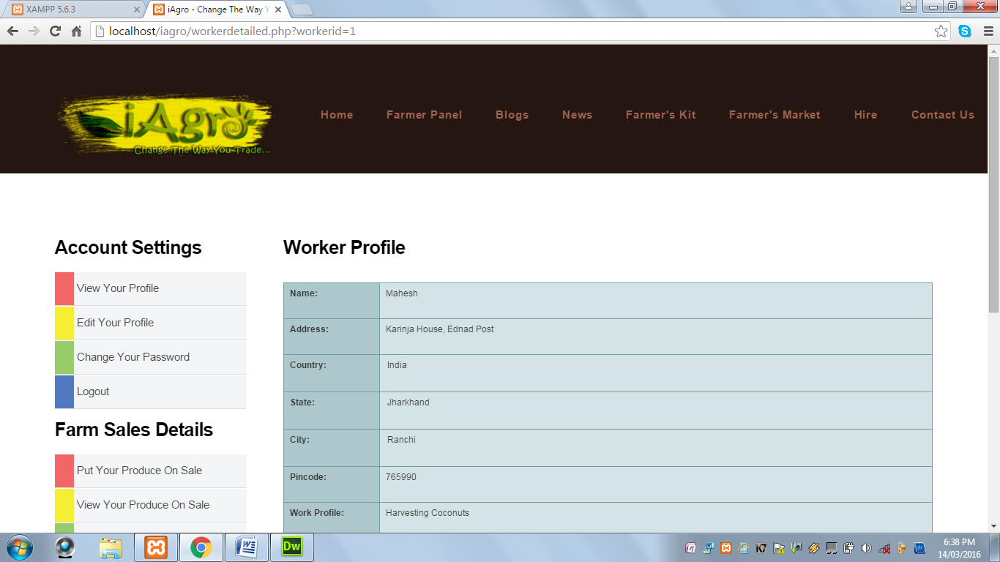 XAMPP 5.6.3
iAgro - Change The Way Y
localhost/iagro/workerdetailed.php?workerid=1
iAgro
Change The Way You Trade...
Home
Farmer Panel
Blogs
News
Farmer's Kit
Farmer's Market
Hire
Contact Us
Account Settings
View Your Profile
Edit Your Profile
Change Your Password
Logout
Farm Sales Details
Put Your Produce On Sale
View Your Produce On Sale
Worker Profile
Name: Mahesh
Address: Karinja House, Ednad Post
Country: India
State: Jharkhand
City: Ranchi
Pincode: 765990
Work Profile: Harvesting Coconuts
Dw
K7
6:38 PM
14/03/2016